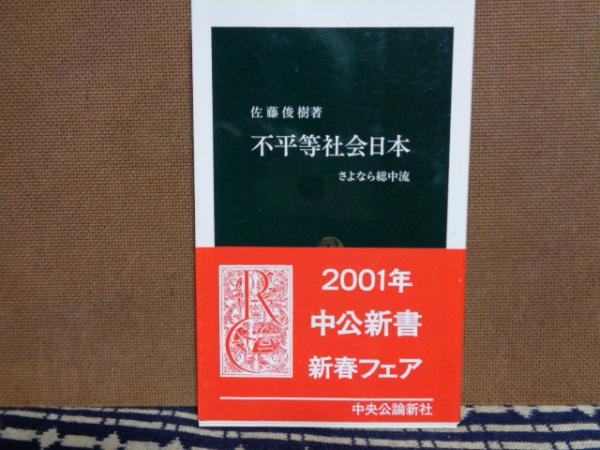 佐藤俊樹著
不平等社会日本
さよなら総中流
2001年
中公新書
新春フェア
R
C
中央公論新社